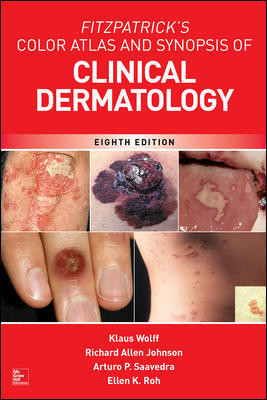 FITZPATRICK'S
COLOR ATLAS AND SYNOPSIS OF
CLINICAL
DERMATOLOGY
EIGHTH EDITION
Klaus Wolff
Richard Allen Johnson
Arturo P. Saavedra
Ellen K. Roh
Mc
Graw
Hill
Education